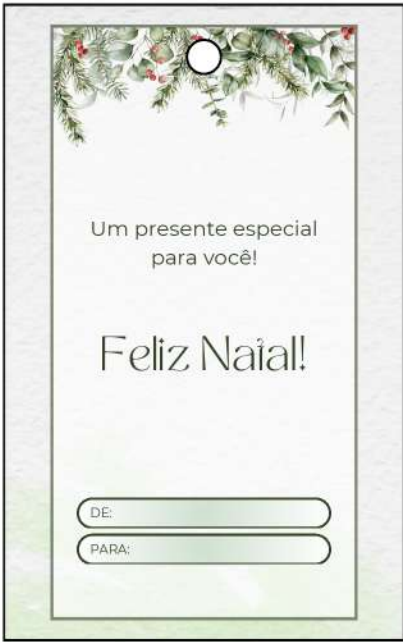 Um presente especial
para você!
Feliz Natal!
DE:
PARA: